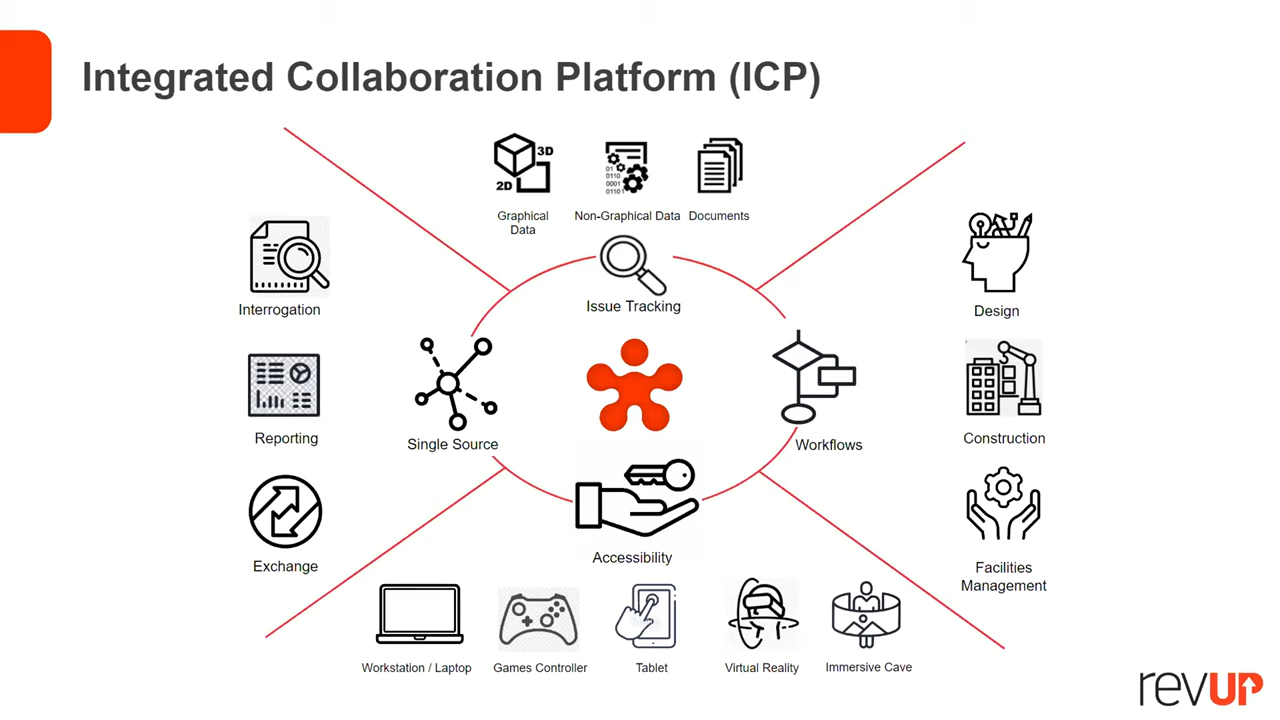 Integrated Collaboration Platform (ICP)
3D
2D
01
0110
0001
01101
Graphical
Data
Non-Graphical Data
Documents
Issue Tracking
Interrogation
Reporting
Exchange
Single Source
Workflows
Accessibility
Design
Construction
Facilities
Management
Workstation / Laptop
Games Controller
Tablet
Virtual Reality
Immersive Cave
revUP